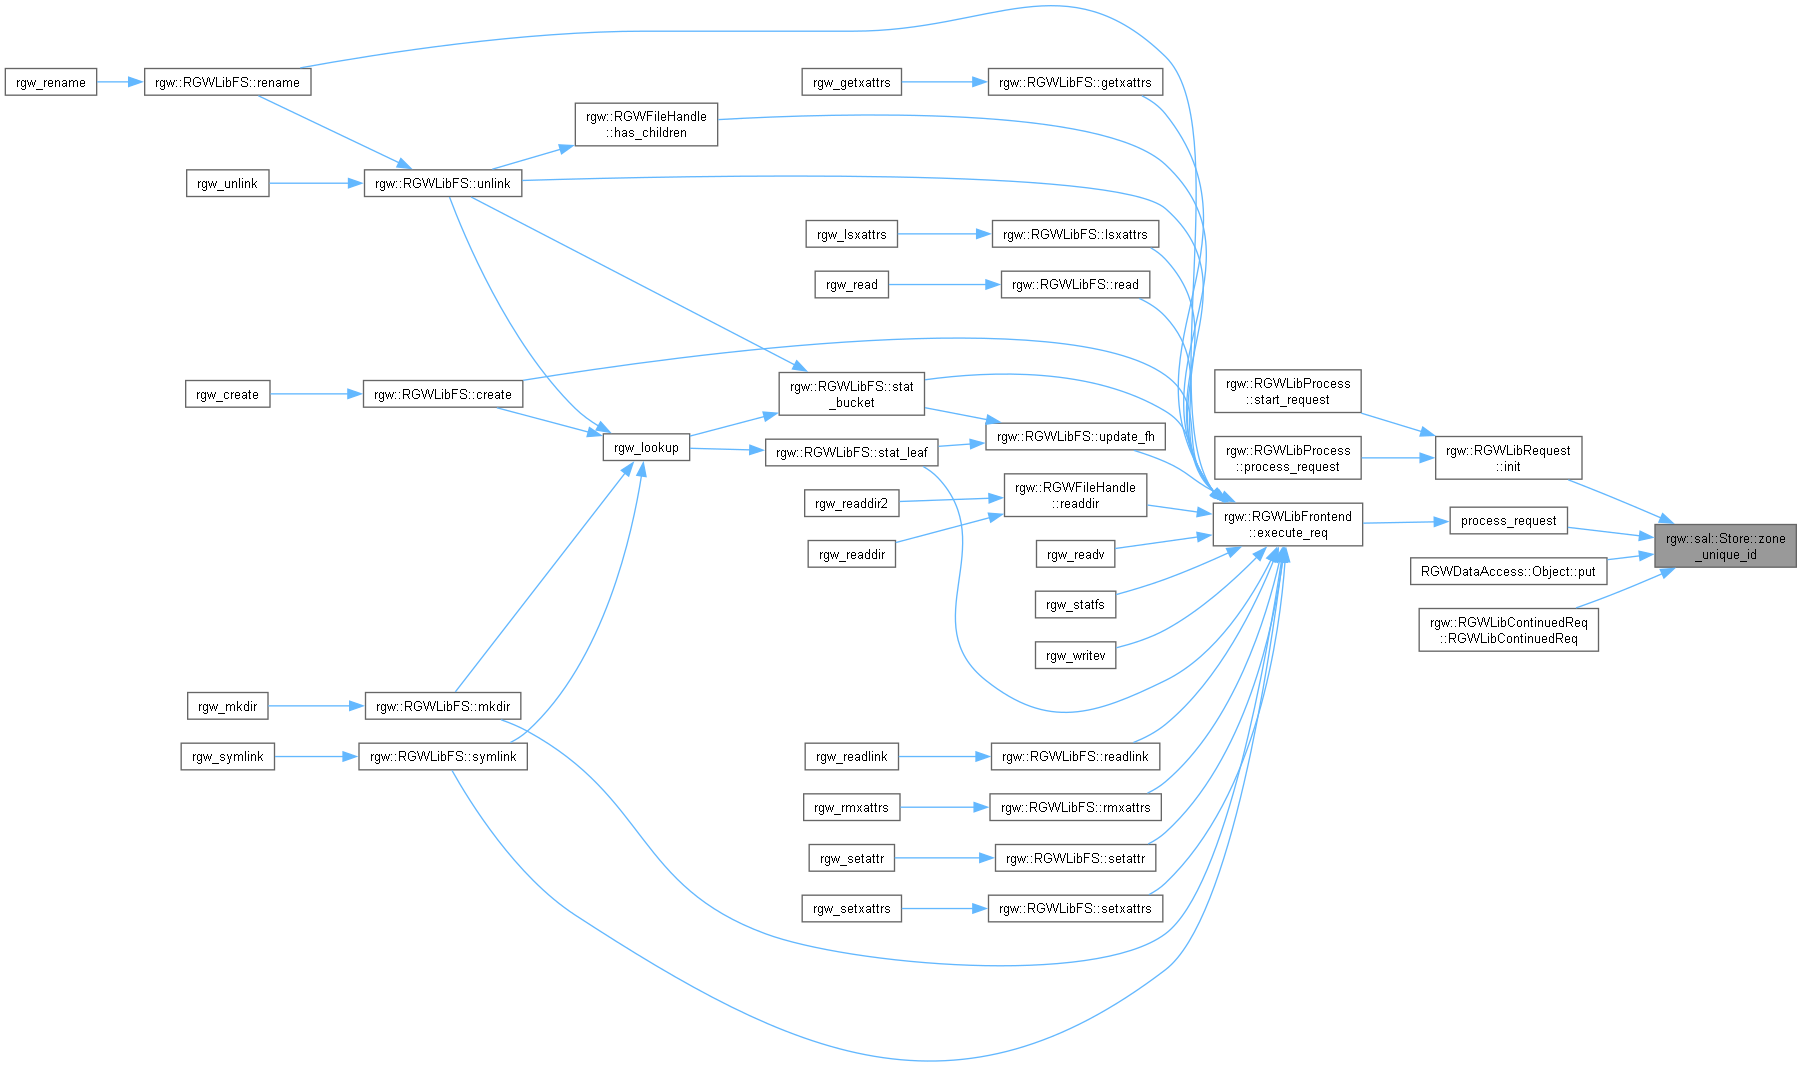 rgw_rename
rgw::RGWLibFS::rename
rgw_getxattrs
rgw::RGWLibFS::getxattrs
rgw::RGWFileHandle
::has_children
rgw_unlink
rgw::RGWLibFS::unlink
rgw_lsxattrs
rgw::RGWLibFS::lsxattrs
rgw_read
rgw::RGWLibFS::read
rgw_create
rgw::RGWLibFS::create
rgw::RGWLibFS::stat
_bucket
rgw::RGWLibProcess
::start_request
rgw_lookup
rgw::RGWLibFS::stat_leaf
rgw::RGWLibFS::update_fh
rgw::RGWLibProcess
::process_request
rgw::RGWLibRequest
::init
rgw_readdir2
rgw::RGWFileHandle
::readdir
rgw_readdir
rgw_readv
rgw::RGWLibFrontend
::execute_req
process_request
rgw::sal::Store::zone
_unique_id
RGWDataAccess::Object::put
rgw_statfs
rgw::RGWLibContinuedReq
::RGWLibContinuedReq
rgw_writev
rgw_mkdir
rgw::RGWLibFS::mkdir
rgw_symlink
rgw::RGWLibFS::symlink
rgw_readlink
rgw::RGWLibFS::readlink
rgw_rmxattrs
rgw::RGWLibFS::rmxattrs
rgw_setattr
rgw::RGWLibFS::setattr
rgw_setxattrs
rgw::RGWLibFS::setxattrs